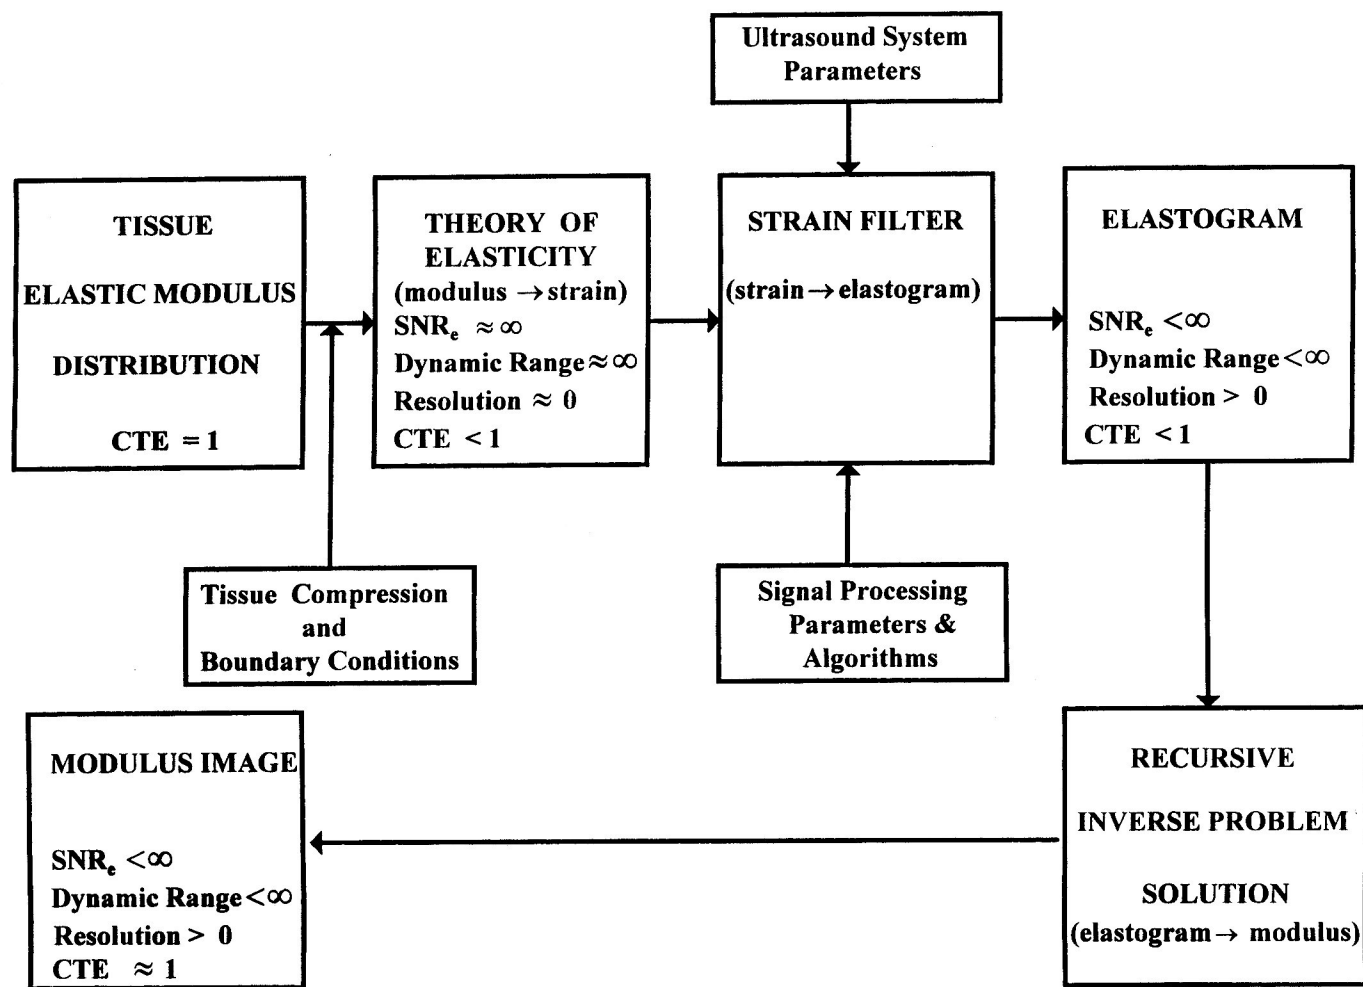 Ultrasound System
Parameters
TISSUE
ELASTIC MODULUS
DISTRIBUTION
CTE = 1
THEORY OF
ELASTICITY
(modulus → strain)
SNRₑ ≈ ∞
Dynamic Range ≈ ∞
Resolution ≈ 0
CTE < 1
STRAIN FILTER
(strain → elastogram)
ELASTOGRAM
SNRₑ < ∞
Dynamic Range < ∞
Resolution > 0
CTE < 1
Tissue Compression
and
Boundary Conditions
Signal Processing
Parameters &
Algorithms
MODULUS IMAGE
SNRₑ < ∞
Dynamic Range < ∞
Resolution > 0
CTE ≈ 1
RECURSIVE
INVERSE PROBLEM
SOLUTION
(elastogram → modulus)